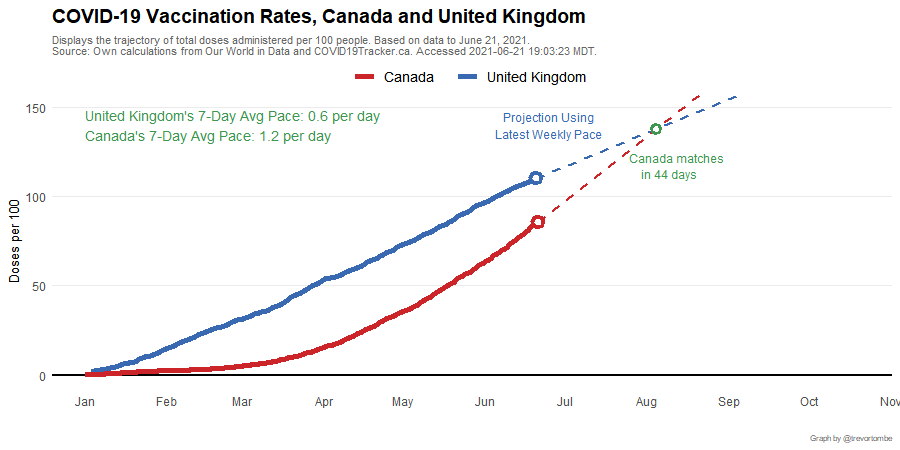 COVID-19 Vaccination Rates, Canada and United Kingdom
Displays the trajectory of total doses administered per 100 people. Based on data to June 21, 2021.
Source: Own calculations from Our World in Data and COVID19Tracker.ca. Accessed 2021-06-21 19:03:23 MDT.
Canada United Kingdom
United Kingdom's 7-Day Avg Pace: 0.6 per day
Canada's 7-Day Avg Pace: 1.2 per day
Projection Using
Latest Weekly Pace
Canada matches
in 44 days
Doses per 100
150
100
50
0
Jan Feb Mar Apr May Jun Jul Aug Sep Oct Nov
Graph by @trevortombe